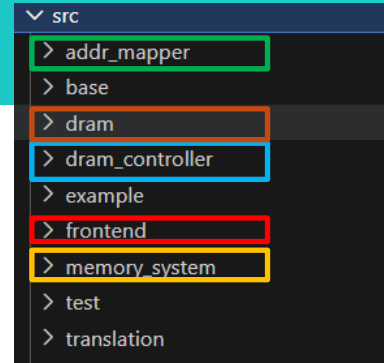 src
addr_mapper
base
dram
dram_controller
example
frontend
memory_system
test
translation